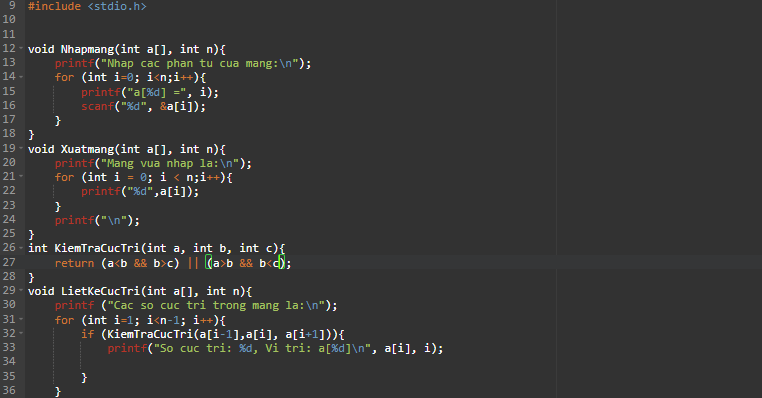 9 #include <stdio.h>
10
11
12 void Nhapmang(int a[], int n){
13     printf("Nhap cac phan tu cua mang:\n");
14     for (int i=0; i<n;i++){
15         printf("a[%d] =", i);
16         scanf("%d", &a[i]);
17     }
18 }
19 void Xuatmang(int a[], int n){
20     printf("Mang vua nhap la:\n");
21     for (int i = 0; i < n;i++){
22         printf("%d",a[i]);
23     }
24     printf("\n");
25 }
26 int KiemTraCucTri(int a, int b, int c){
27     return (a<b && b>c) || (a>b && b<c);
28 }
29 void LietKeCucTri(int a[], int n){
30     printf ("Cac so cuc tri trong mang la:\n");
31     for (int i=1; i<n-1; i++){
32         if (KiemTraCucTri(a[i-1],a[i], a[i+1])){
33             printf("So cuc tri: %d, Vi tri: a[%d]\n", a[i], i);
34
35         }
36     }